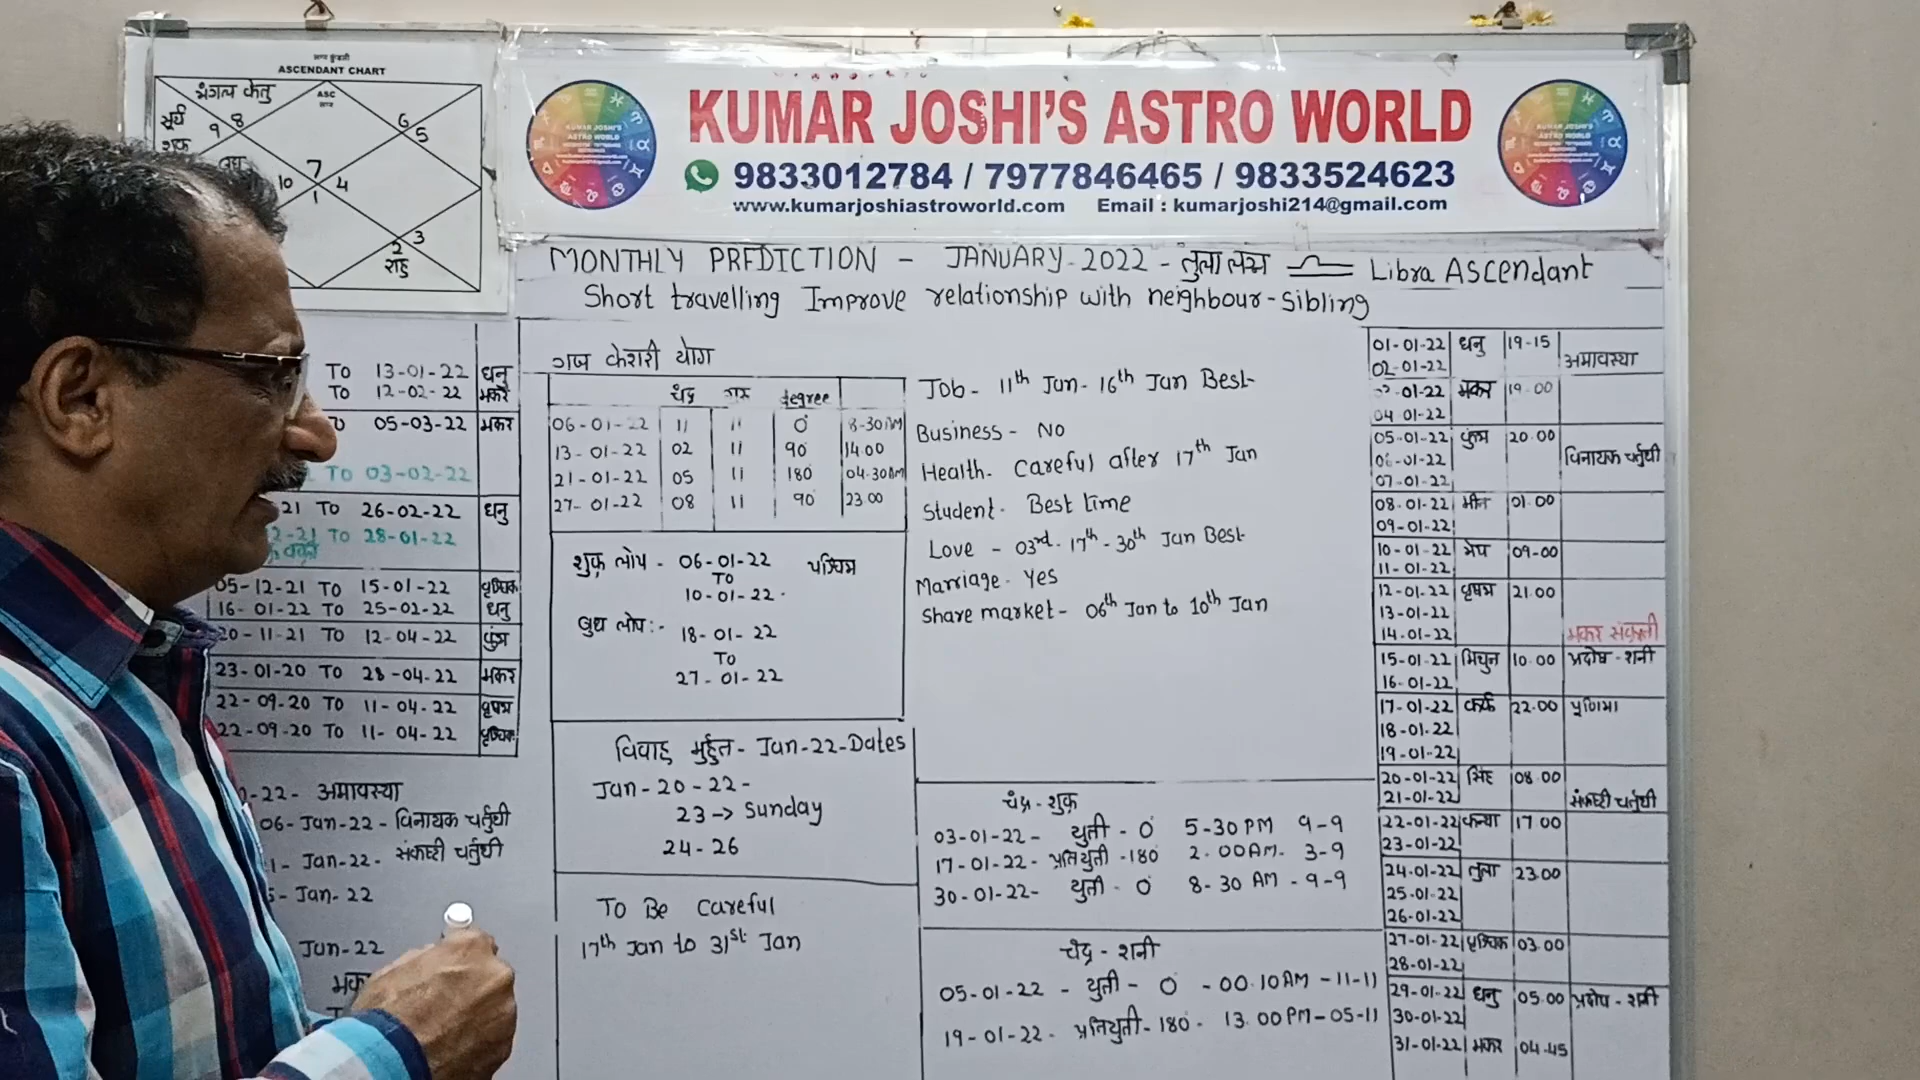 लग्न कुंडली
ASCENDANT CHART
मंगल केतु
ASC
लग्न
सूर्य
शुक्र
बुध
9 8
6
5
7
10
4
1
3
2
राहु
KUMAR JOSHI'S ASTRO WORLD
9833012784 / 7977846465 / 9833524623
www.kumarjoshiastroworld.com Email : kumarjoshi214@gmail.com
MONTHLY PREDICTION - JANUARY-2022 - तुला लग्न ♎ Libra Ascendant
Short travelling Improve relationship with neighbour-sibling
TO 13-01-22 धनु
TO 12-02-22 मकर
05-03-22 मकर
TO 03-02-22
21 TO 26-02-22 धनु
2-21 TO 28-01-22
05-12-21 TO 15-01-22 वृश्चिक
16-01-22 TO 25-02-22 धनु
20-11-21 TO 12-04-22 कुंभ
23-01-20 TO 28-04-22 मकर
22-09-20 TO 11-04-22 वृषभ
22-09-20 TO 11-04-22 वृश्चिक
-22- अमावस्या
06-Jan-22- विनायक चर्तुथी
1- Jan-22- संकष्टी चर्तुथी
5- Jan-22
Jan-22
मक
गज केशरी योग
चंद्र गुरू degree
06-01-22 11 11 0° 8-30AM
13-01-22 02 11 90° 14.00
21-01-22 05 11 180 04-30AM
27-01-22 08 11 90° 23.00
शुक्र लोप - 06-01-22 पश्चिम
TO
10-01-22.
बुध लोप:- 18-01-22
TO
27-01-22
विवाह मुर्हुत- Jan-22-Dates
Jan-20-22-
23 -> Sunday
24-26
To Be Careful
17th Jan to 31st Jan
Job- 11th Jan- 16th Jan Best
Business- No
Health- Careful after 17th Jan
Student- Best time
Love - 03rd-17th-30th Jan Best
Marriage- Yes
Share market- 06th Jan to 10th Jan
चंद्र-शुक्र
03-01-22- युती - 0° 5-30PM 9-9
17-01-22- प्रतियुती-180° 2.00AM- 3-9
30-01-22- युती - 0° 8-30 AM - 9-9
चंद्र - शनी
05-01-22 - युती - 0° - 00.10AM -11-11
19-01-22- प्रतियुती-180- 13.00PM-05-11
01-01-22 धनु 19-15
02-01-22 अमावस्या
-01-22 मकर 19-00
04-01-22
05-01-22 कुंभ 20.00
06-01-22 विनायक चर्तुथी
07-01-22
08-01-22 मीन 01.00
09-01-22
10-01-22 मेष 09-00
11-01-22
12-01-22 वृषभ 21.00
13-01-22
14-01-22 मकर संक्राती
15-01-22 मिथुन 10.00 प्रदोष-शनी
16-01-22
17-01-22 कर्क 22.00 पुर्णिमा
18-01-22
19-01-22
20-01-22 सिंह 08.00
21-01-22 संकष्टी चर्तुथी
22-01-22 कन्या 17.00
23-01-22
24-01-22 तुला 23.00
25-01-22
26-01-22
27-01-22 वृश्चिक 03.00
28-01-22
29-01-22 धनु 05.00 प्रदोष-शनी
30-01-22
31-01-22 मकर 04.45